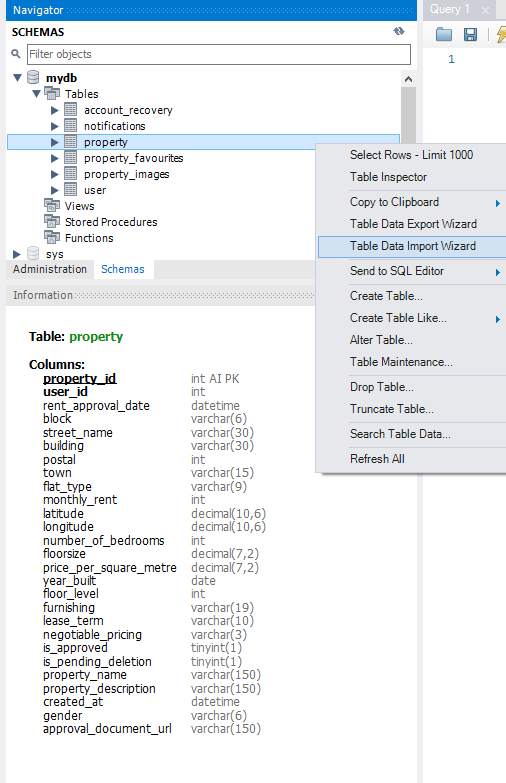 Navigator
SCHEMAS
Filter objects
mydb
Tables
account_recovery
notifications
property
property_favourites
property_images
user
Views
Stored Procedures
Functions
sys
Administration Schemas
Information
Table: property
Columns:
property_id int AI PK
user_id int
rent_approval_date datetime
block varchar(6)
street_name varchar(30)
building varchar(30)
postal int
town varchar(15)
flat_type varchar(9)
monthly_rent int
latitude decimal(10,6)
longitude decimal(10,6)
number_of_bedrooms int
floorsize decimal(7,2)
price_per_square_metre decimal(7,2)
year_built date
floor_level int
furnishing varchar(19)
lease_term varchar(10)
negotiable_pricing varchar(3)
is_approved tinyint(1)
is_pending_deletion tinyint(1)
property_name varchar(150)
property_description varchar(150)
created_at datetime
gender varchar(6)
approval_document_url varchar(150)
Query 1
1
Select Rows - Limit 1000
Table Inspector
Copy to Clipboard
Table Data Export Wizard
Table Data Import Wizard
Send to SQL Editor
Create Table...
Create Table Like...
Alter Table...
Table Maintenance...
Drop Table...
Truncate Table...
Search Table Data...
Refresh All